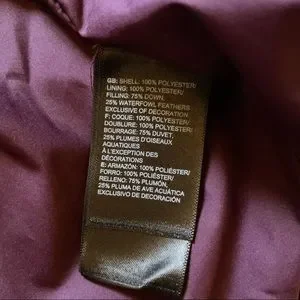 GB: SHELL: 100% POLYESTER/
LINING: 100% POLYESTER/
FILLING: 75% DOWN,
25% WATERFOWL FEATHERS
EXCLUSIVE OF DECORATION
F: COQUE: 100% POLYESTER/
DOUBLURE: 100% POLYESTER/
BOURRAGE: 75% DUVET,
25% PLUMES D'OISEAUX
AQUATIQUES
À L'EXCEPTION DES
DÉCORATIONS
E: ARMAZÓN: 100% POLIÉSTER/
FORRO: 100% POLIÉSTER/
RELLENO: 75% PLUMÓN,
25% PLUMA DE AVE ACUÁTICA
EXCLUSIVO DE DECORACIÓN